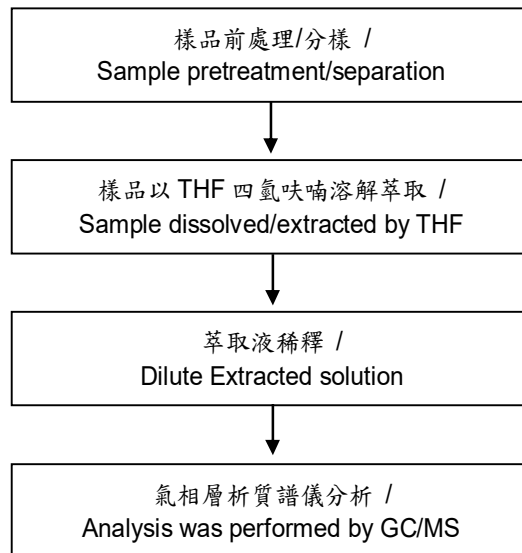 樣品前處理/分樣 /
Sample pretreatment/separation
樣品以 THF 四氫呋喃溶解萃取 /
Sample dissolved/extracted by THF
萃取液稀釋 /
Dilute Extracted solution
氣相層析質譜儀分析 /
Analysis was performed by GC/MS